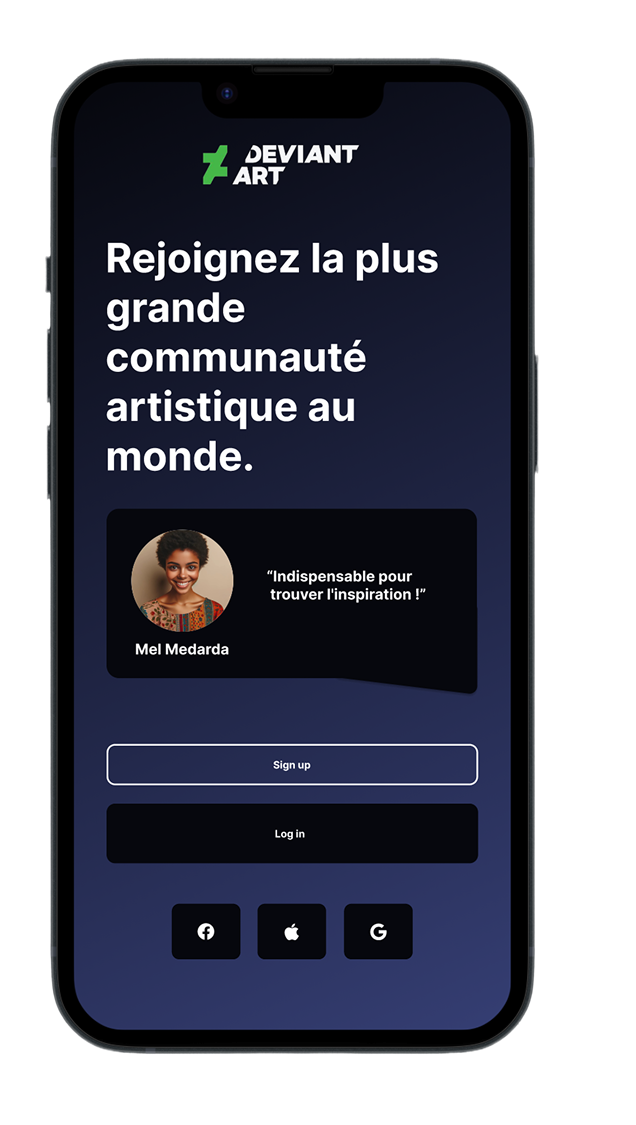 DEVIANT
ART
Rejoignez la plus
grande
communauté
artistique au
monde.
“Indispensable pour
trouver l'inspiration !”
Mel Medarda
Sign up
Log in